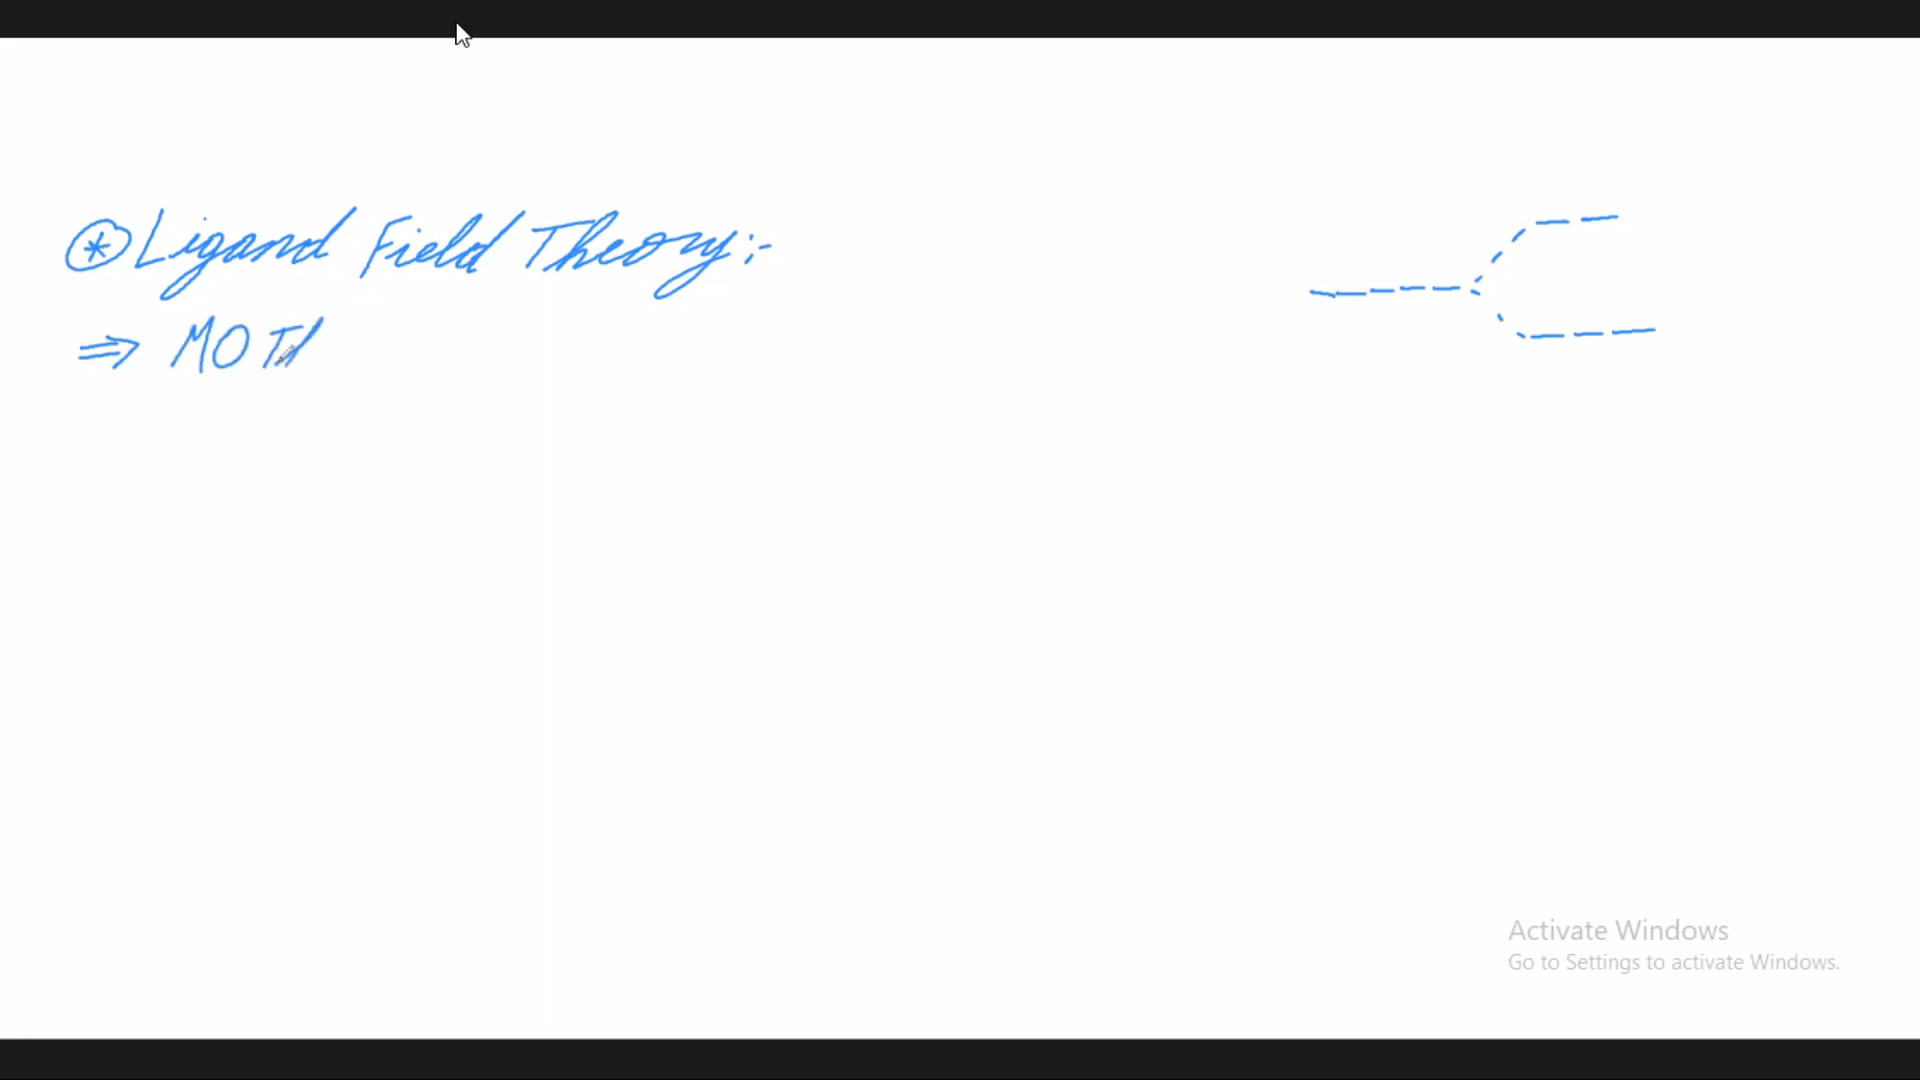 ⊛ Ligand Field Theory :-
⇒ MOT
Activate Windows
Go to Settings to activate Windows.